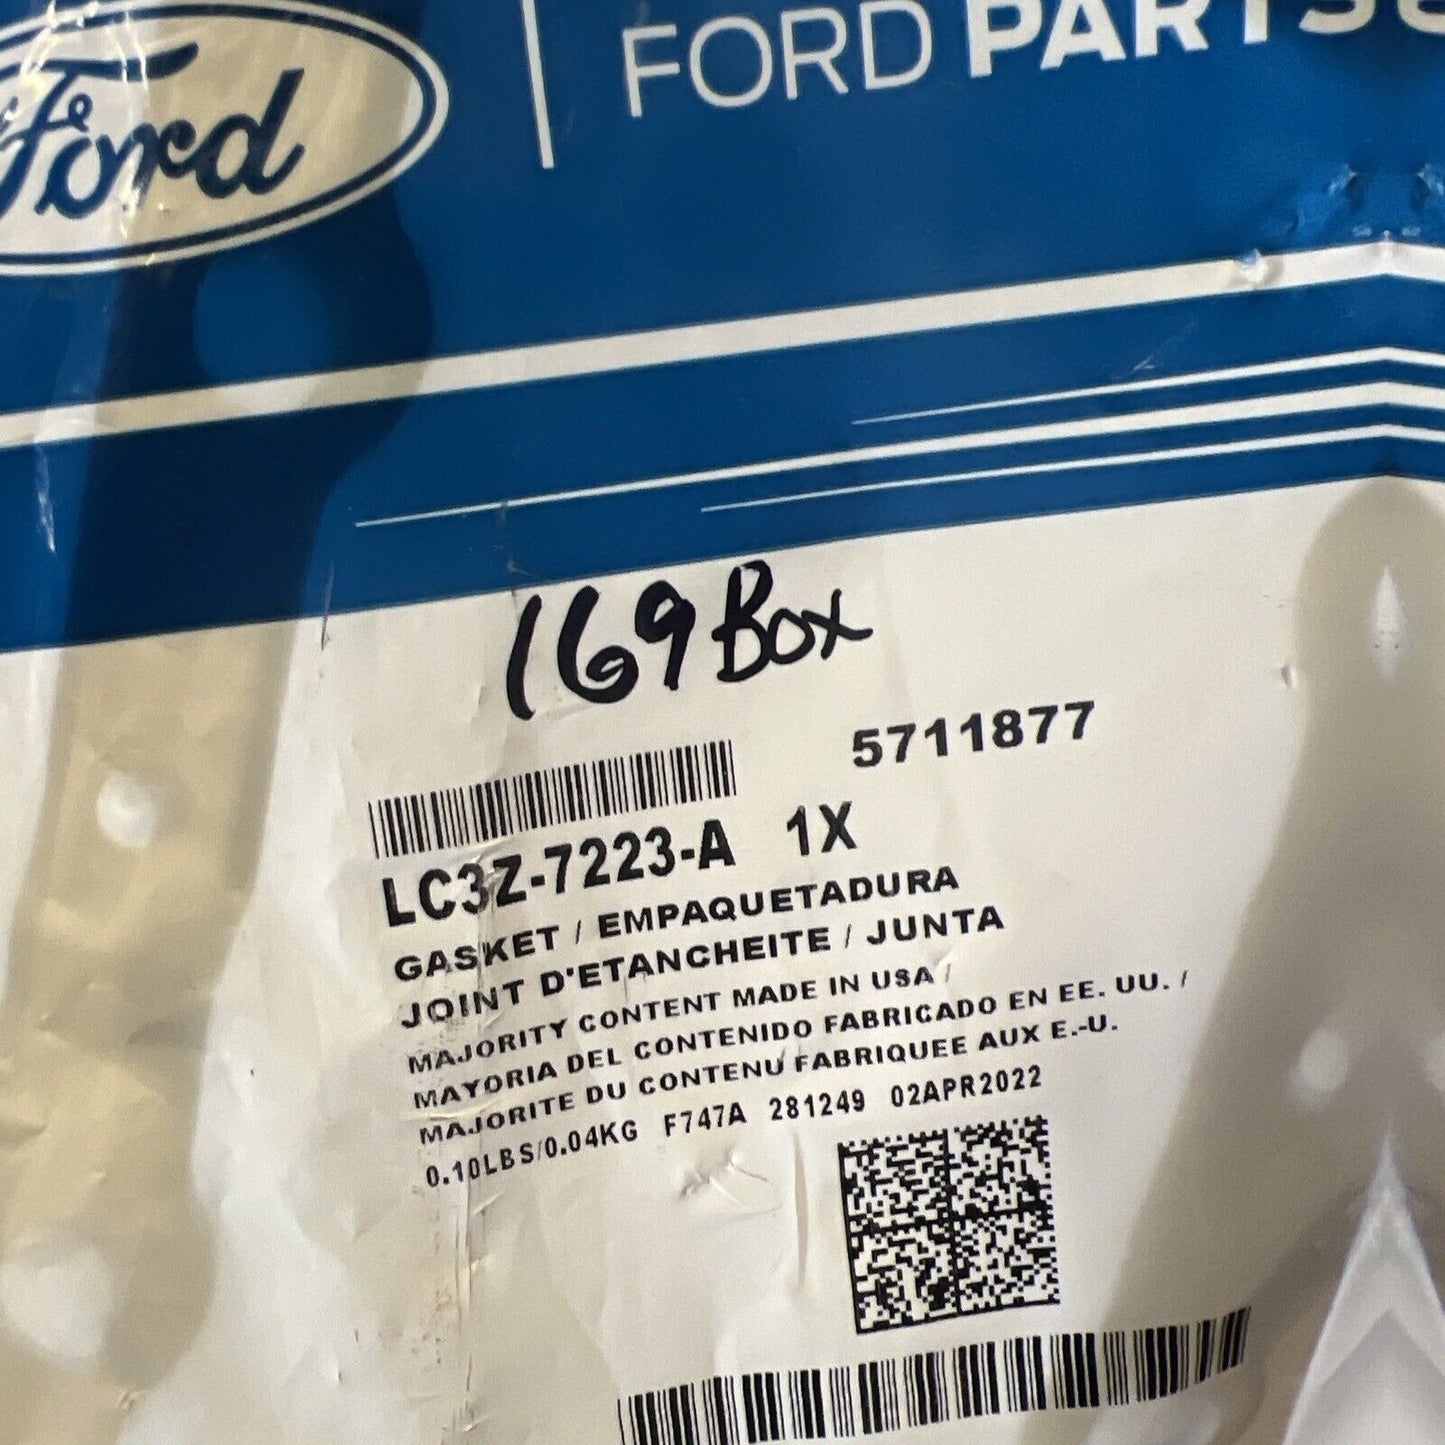 Ford
FORD PARTS
169 Box
5711877
LC3Z-7223-A 1X
GASKET / EMPAQUETADURA
JOINT D'ETANCHEITE / JUNTA
MAJORITY CONTENT MADE IN USA /
MAYORIA DEL CONTENIDO FABRICADO EN EE. UU. /
MAJORITE DU CONTENU FABRIQUEE AUX E.-U.
0.10LBS/0.04KG F747A 281249 02APR2022